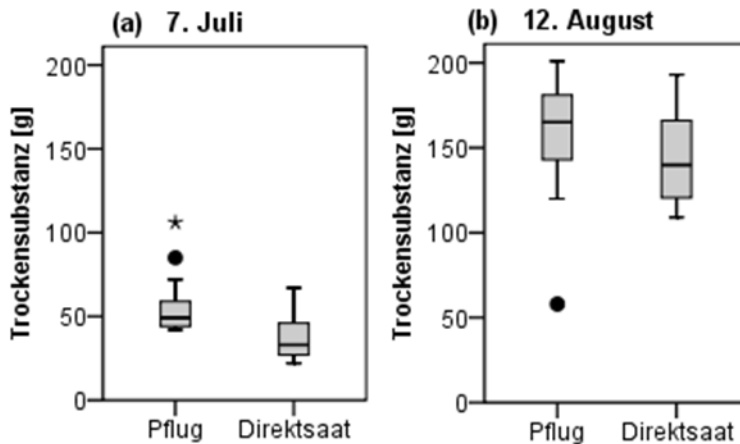 (a) 7. Juli
Trockensubstanz [g]
200
150
100
50
0
Pflug Direktsaat
(b) 12. August
Trockensubstanz [g]
200
150
100
50
0
Pflug Direktsaat